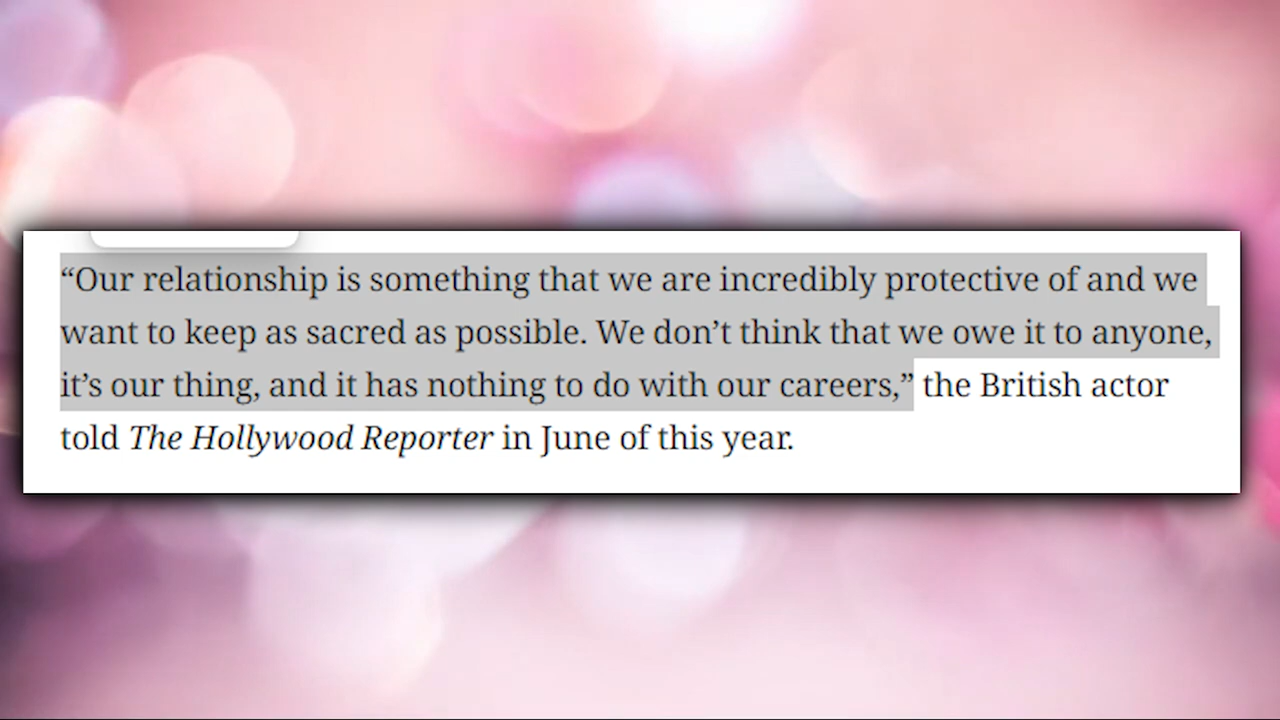 “Our relationship is something that we are incredibly protective of and we
want to keep as sacred as possible. We don’t think that we owe it to anyone,
it’s our thing, and it has nothing to do with our careers,” the British actor
told The Hollywood Reporter in June of this year.